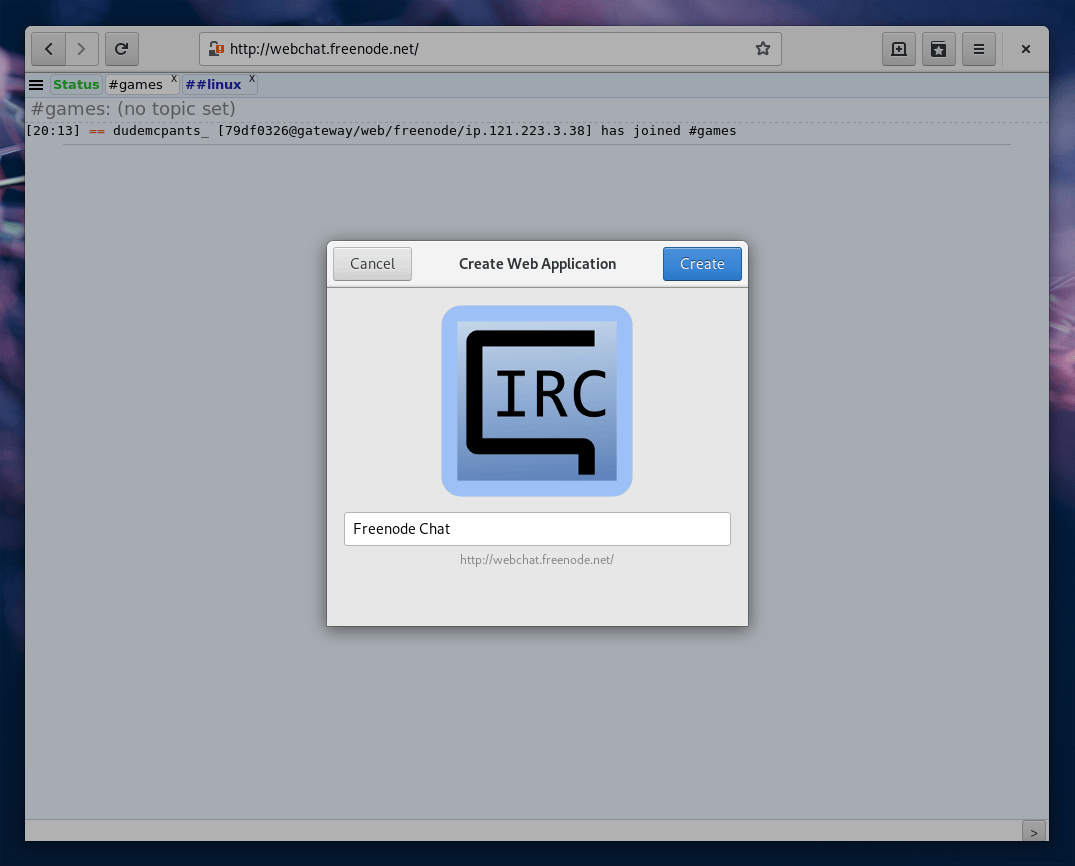 http://webchat.freenode.net/
Status #games X ##linux X
#games: (no topic set)
[20:13] == dudemcpants_ [79df0326@gateway/web/freenode/ip.121.223.3.38] has joined #games
Cancel Create Web Application Create
IRC
Freenode Chat
http://webchat.freenode.net/
>